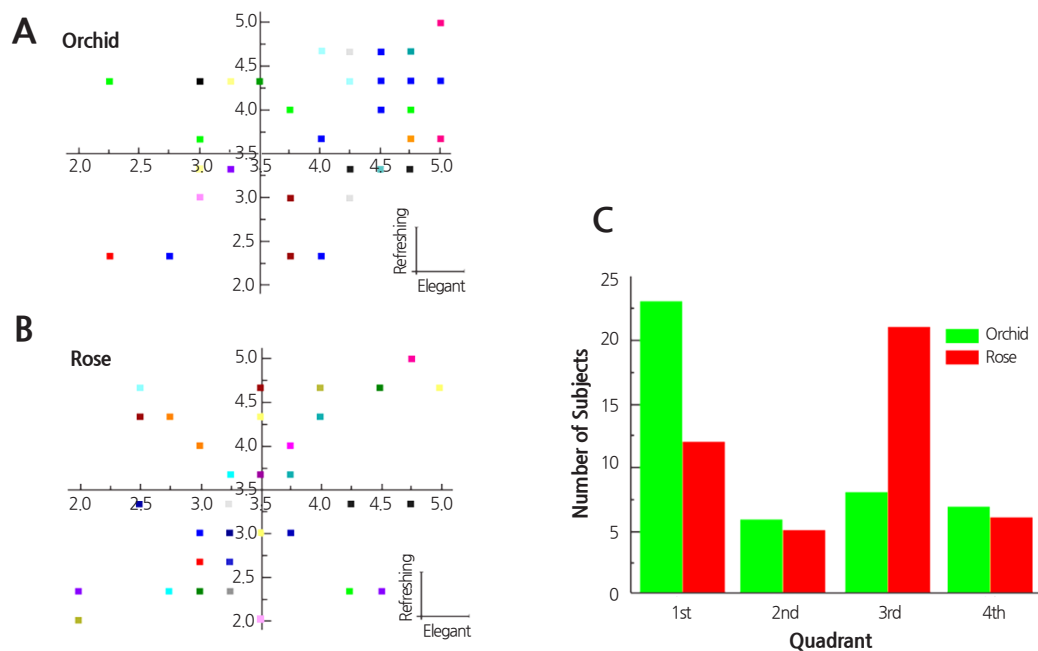 A
Orchid
5.0
4.5
4.0
3.5
2.0 2.5 3.0 3.5 4.0 4.5 5.0
3.0
2.5
2.0
Refreshing
Elegant
B
Rose
5.0
4.5
4.0
3.5
2.0 2.5 3.0 3.5 4.0 4.5 5.0
3.0
2.5
2.0
Refreshing
Elegant
C
25
20
15
10
5
0
Number of Subjects
Orchid
Rose
1st 2nd 3rd 4th
Quadrant